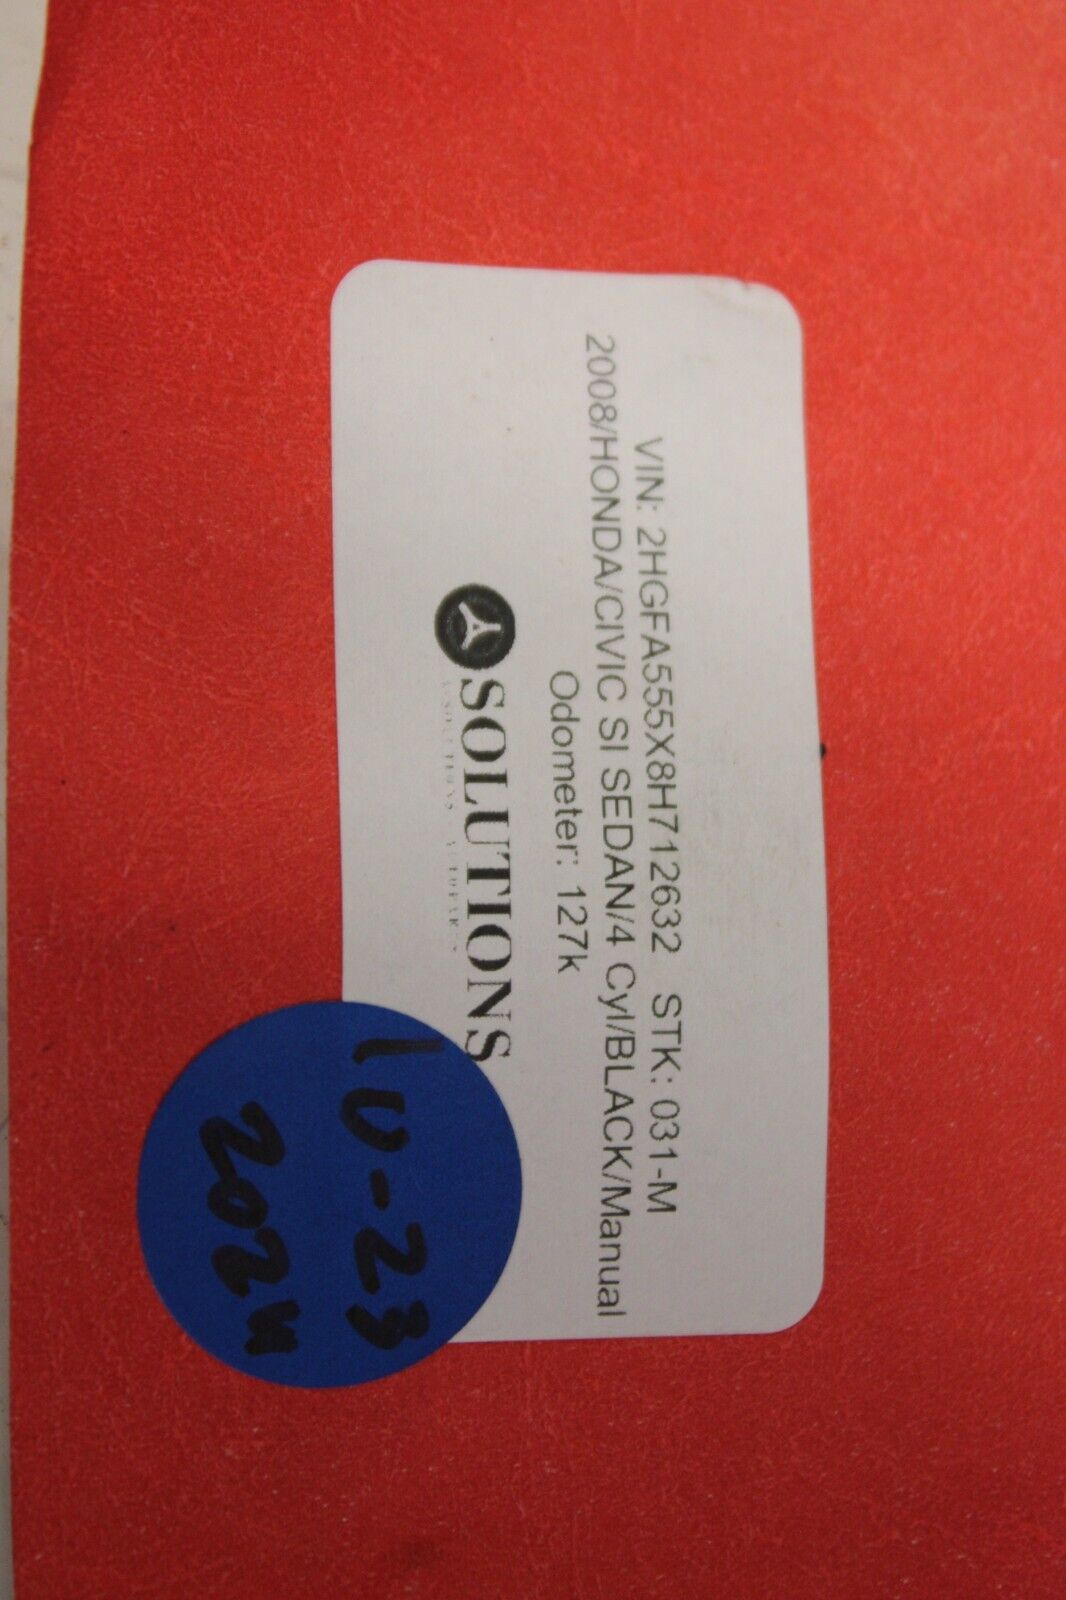 VIN: 2HGFA555X8H712632 STK: 031-M
2008/HONDA/CIVIC SI SEDAN/4 Cyl/BLACK/Manual
Odometer: 127k
SOLUTIONS
10-23
2024